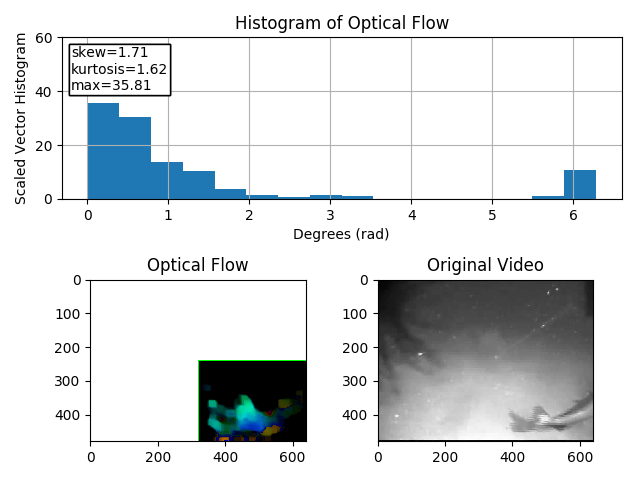 Histogram of Optical Flow
skew=1.71
kurtosis=1.62
max=35.81
Scaled Vector Histogram
60
40
20
0
0 1 2 3 4 5 6
Degrees (rad)
Optical Flow
0
100
200
300
400
0 200 400 600
Original Video
0
100
200
300
400
0 200 400 600